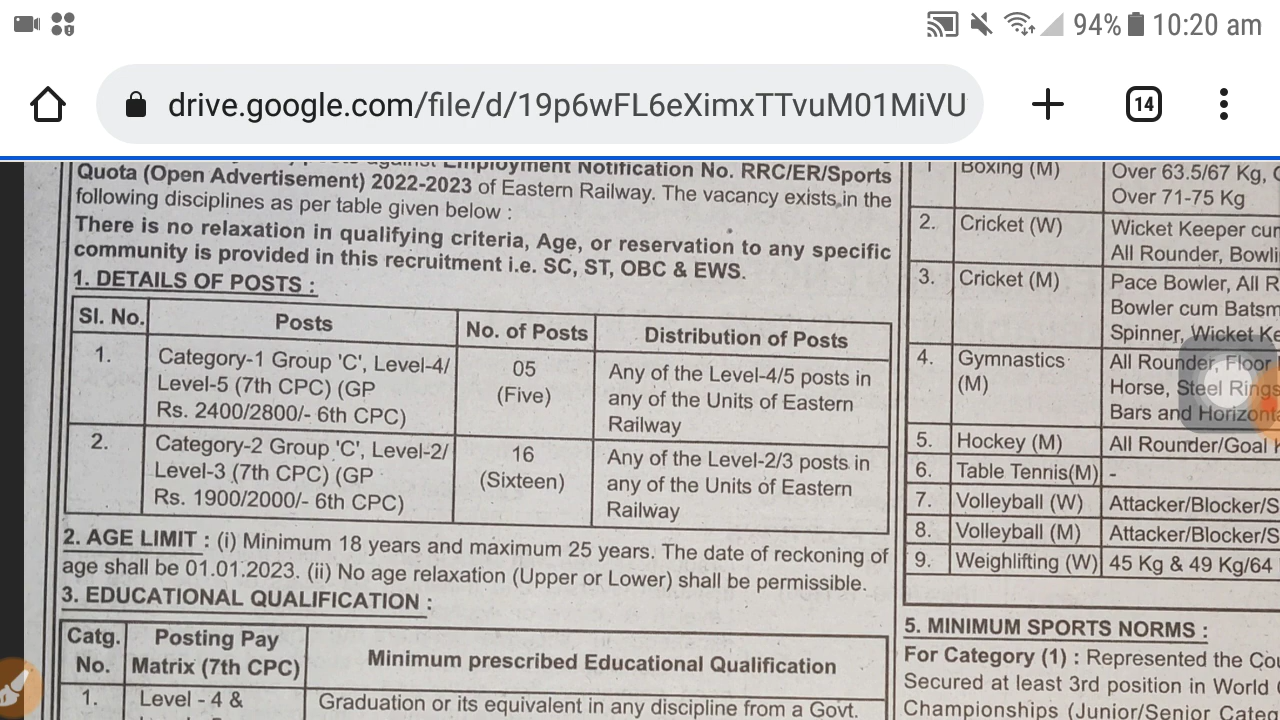 94% 10:20 am
drive.google.com/file/d/19p6wFL6eXimxTTvuM01MiVU
14
Employment Notification No. RRC/ER/Sports
Quota (Open Advertisement) 2022-2023 of Eastern Railway. The vacancy exists in the
following disciplines as per table given below :
There is no relaxation in qualifying criteria, Age, or reservation to any specific
community is provided in this recruitment i.e. SC, ST, OBC & EWS.
1. DETAILS OF POSTS :
Sl. No. Posts No. of Posts Distribution of Posts
1. Category-1 Group 'C', Level-4/ 05 Any of the Level-4/5 posts in
Level-5 (7th CPC) (GP (Five) any of the Units of Eastern
Rs. 2400/2800/- 6th CPC) Railway
2. Category-2 Group 'C', Level-2/ 16 Any of the Level-2/3 posts in
Level-3 (7th CPC) (GP (Sixteen) any of the Units of Eastern
Rs. 1900/2000/- 6th CPC) Railway
2. AGE LIMIT : (i) Minimum 18 years and maximum 25 years. The date of reckoning of
age shall be 01.01.2023. (ii) No age relaxation (Upper or Lower) shall be permissible.
3. EDUCATIONAL QUALIFICATION :
Catg. Posting Pay Minimum prescribed Educational Qualification
No. Matrix (7th CPC)
1. Level - 4 & Graduation or its equivalent in any discipline from a Govt.
1 Boxing (M) Over 63.5/67 Kg,
Over 71-75 Kg
2. Cricket (W) Wicket Keeper cum
All Rounder,
3. Cricket (M) Pace Bowler, All
Bowler cum
Spinner, Wicket
4. Gymnastics All Rounder, Floor
(M) Horse, Steel Rings
Bars and
5. Hockey (M) All Rounder/Goal
6. Table Tennis(M) -
7. Volleyball (W) Attacker/Blocker/S
8. Volleyball (M) Attacker/Blocker/S
9. Weighlifting (W) 45 Kg & 49 Kg/64
5. MINIMUM SPORTS NORMS :
For Category (1) : Represented the Cou
Secured at least 3rd position in World
Championships (Junior/Senior Categ